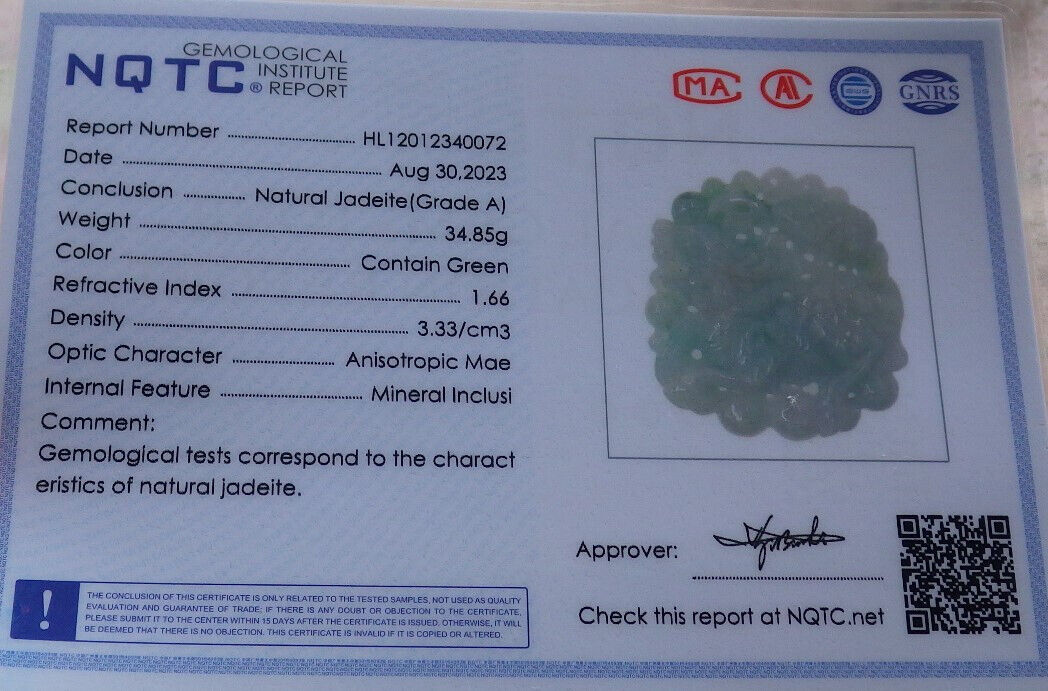 NQTC® GEMOLOGICAL INSTITUTE REPORT
MA
GNRS
Report Number HL12012340072
Date Aug 30,2023
Conclusion Natural Jadeite(Grade A)
Weight 34.85g
Color Contain Green
Refractive Index 1.66
Density 3.33/cm3
Optic Character Anisotropic Mae
Internal Feature Mineral Inclusi
Comment:
Gemological tests correspond to the charact
eristics of natural jadeite.
Approver:
Check this report at NQTC.net
!
THE CONCLUSION OF THIS CERTIFICATE IS ONLY RELATED TO THE TESTED SAMPLES, NOT USED AS QUALITY
EVALUATION AND GUARANTEE OF TRADE; IF THERE IS ANY DOUBT OR OBJECTION TO THE CERTIFICATE,
PLEASE SUBMIT IT TO THE CENTER WITHIN 15 DAYS AFTER THE CERTIFICATE IS ISSUED. OTHERWISE, IT WILL
BE DEEMED THAT THERE IS NO OBJECTION. THIS CERTIFICATE IS INVALID IF IT IS COPIED OR ALTERED.